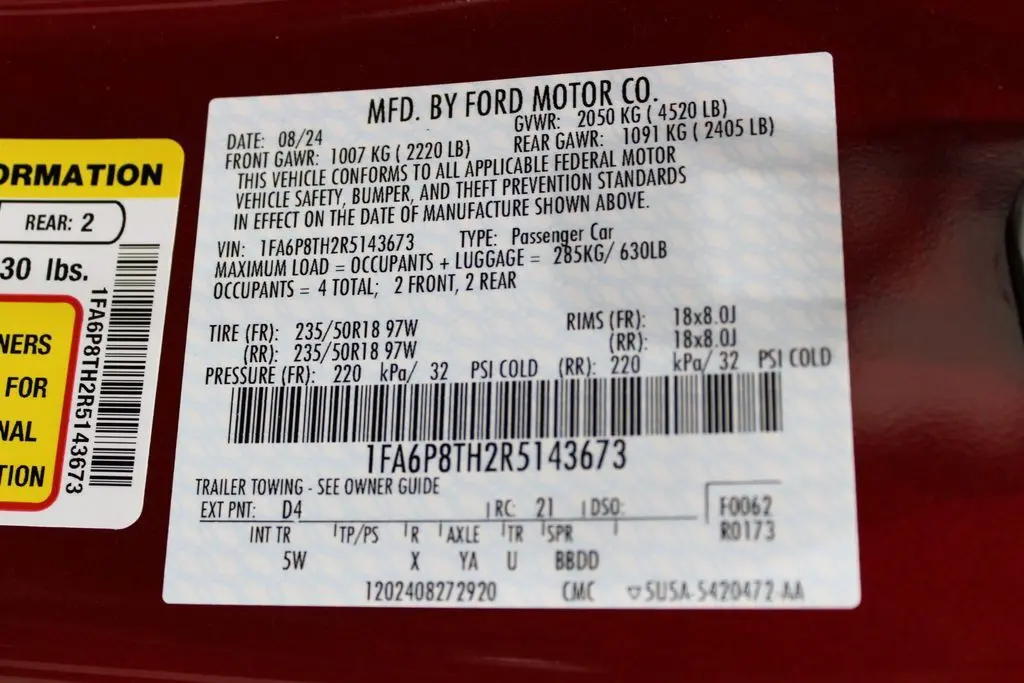 ORMATION
REAR: 2
30 lbs.
NERS
FOR
NAL
TION
1FA6P8TH2R5143673
MFD. BY FORD MOTOR CO.
DATE: 08/24 GVWR: 2050 KG ( 4520 LB)
FRONT GAWR: 1007 KG ( 2220 LB) REAR GAWR: 1091 KG ( 2405 LB)
THIS VEHICLE CONFORMS TO ALL APPLICABLE FEDERAL MOTOR
VEHICLE SAFETY, BUMPER, AND THEFT PREVENTION STANDARDS
IN EFFECT ON THE DATE OF MANUFACTURE SHOWN ABOVE.
VIN: 1FA6P8TH2R5143673 TYPE: Passenger Car
MAXIMUM LOAD = OCCUPANTS + LUGGAGE = 285KG/ 630LB
OCCUPANTS = 4 TOTAL; 2 FRONT, 2 REAR
TIRE (FR): 235/50R18 97W RIMS (FR): 18x8.0J
(RR): 235/50R18 97W (RR): 18x8.0J
PRESSURE (FR): 220 kPa/ 32 PSI COLD (RR): 220 kPa/ 32 PSI COLD
1FA6P8TH2R5143673
TRAILER TOWING - SEE OWNER GUIDE
EXT PNT: D4 RC: 21 DSO: F0062
INT TR TP/PS R AXLE TR SPR R0173
5W X YA U BBDD
1202408272920 CMC ▽SU5A-5420472-AA